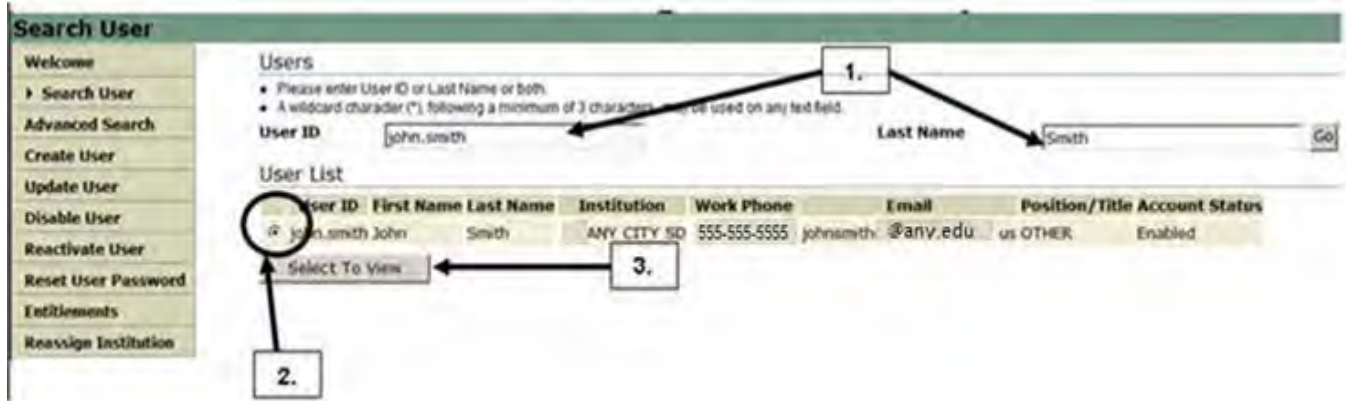 Search User
Welcome
Search User
Advanced Search
Create User
Update User
Disable User
Reactivate User
Reset User Password
Entitlements
Reassign Institution
Users
Please enter User ID or Last Name or both.
A wildcard character (*), following a minimum of 3 characters, be used on any text field.
1.
User ID john.smith Last Name Smith Go
User List
User ID First Name Last Name Institution Work Phone Email Position/Title Account Status
john.smith John Smith ANY CITY SD 555-555-5555 johnsmith @any.edu us OTHER Enabled
Select To View
3.
2.